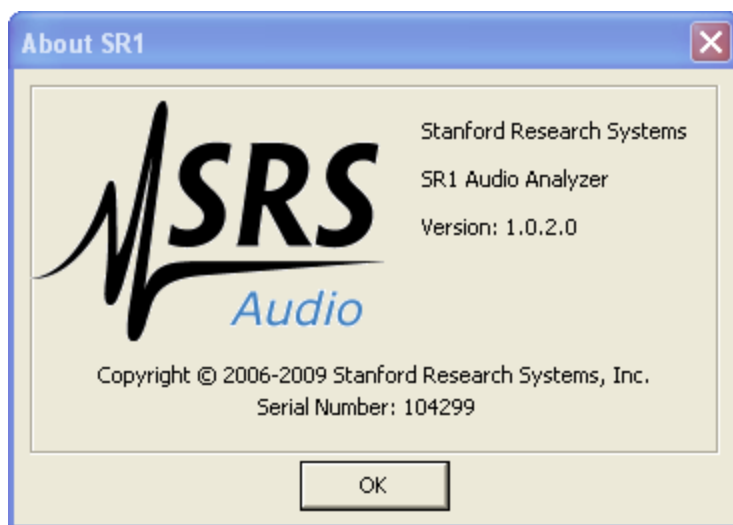 About SR1
SRS
Audio
Stanford Research Systems
SR1 Audio Analyzer
Version: 1.0.2.0
Copyright © 2006-2009 Stanford Research Systems, Inc.
Serial Number: 104299
OK